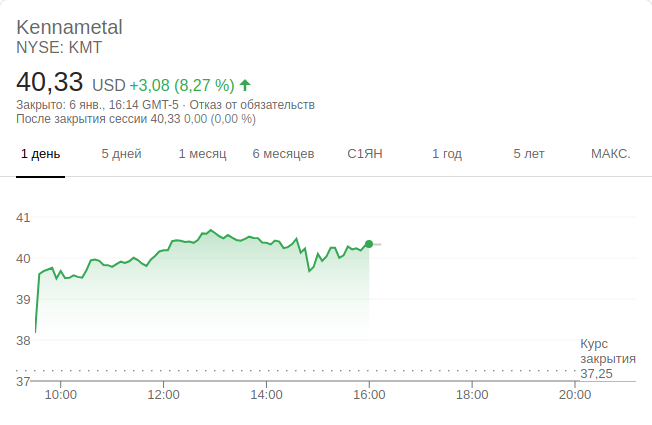 Kennametal
NYSE: KMT
40,33 USD +3,08 (8,27 %)
Закрыто: 6 янв., 16:14 GMT-5 · Отказ от обязательств
После закрытия сессии 40,33 0,00 (0,00 %)
1 день 5 дней 1 месяц 6 месяцев С1ЯН 1 год 5 лет МАКС.
41
40
39
38
37
Курс
закрытия
37,25
10:00 12:00 14:00 16:00 18:00 20:00